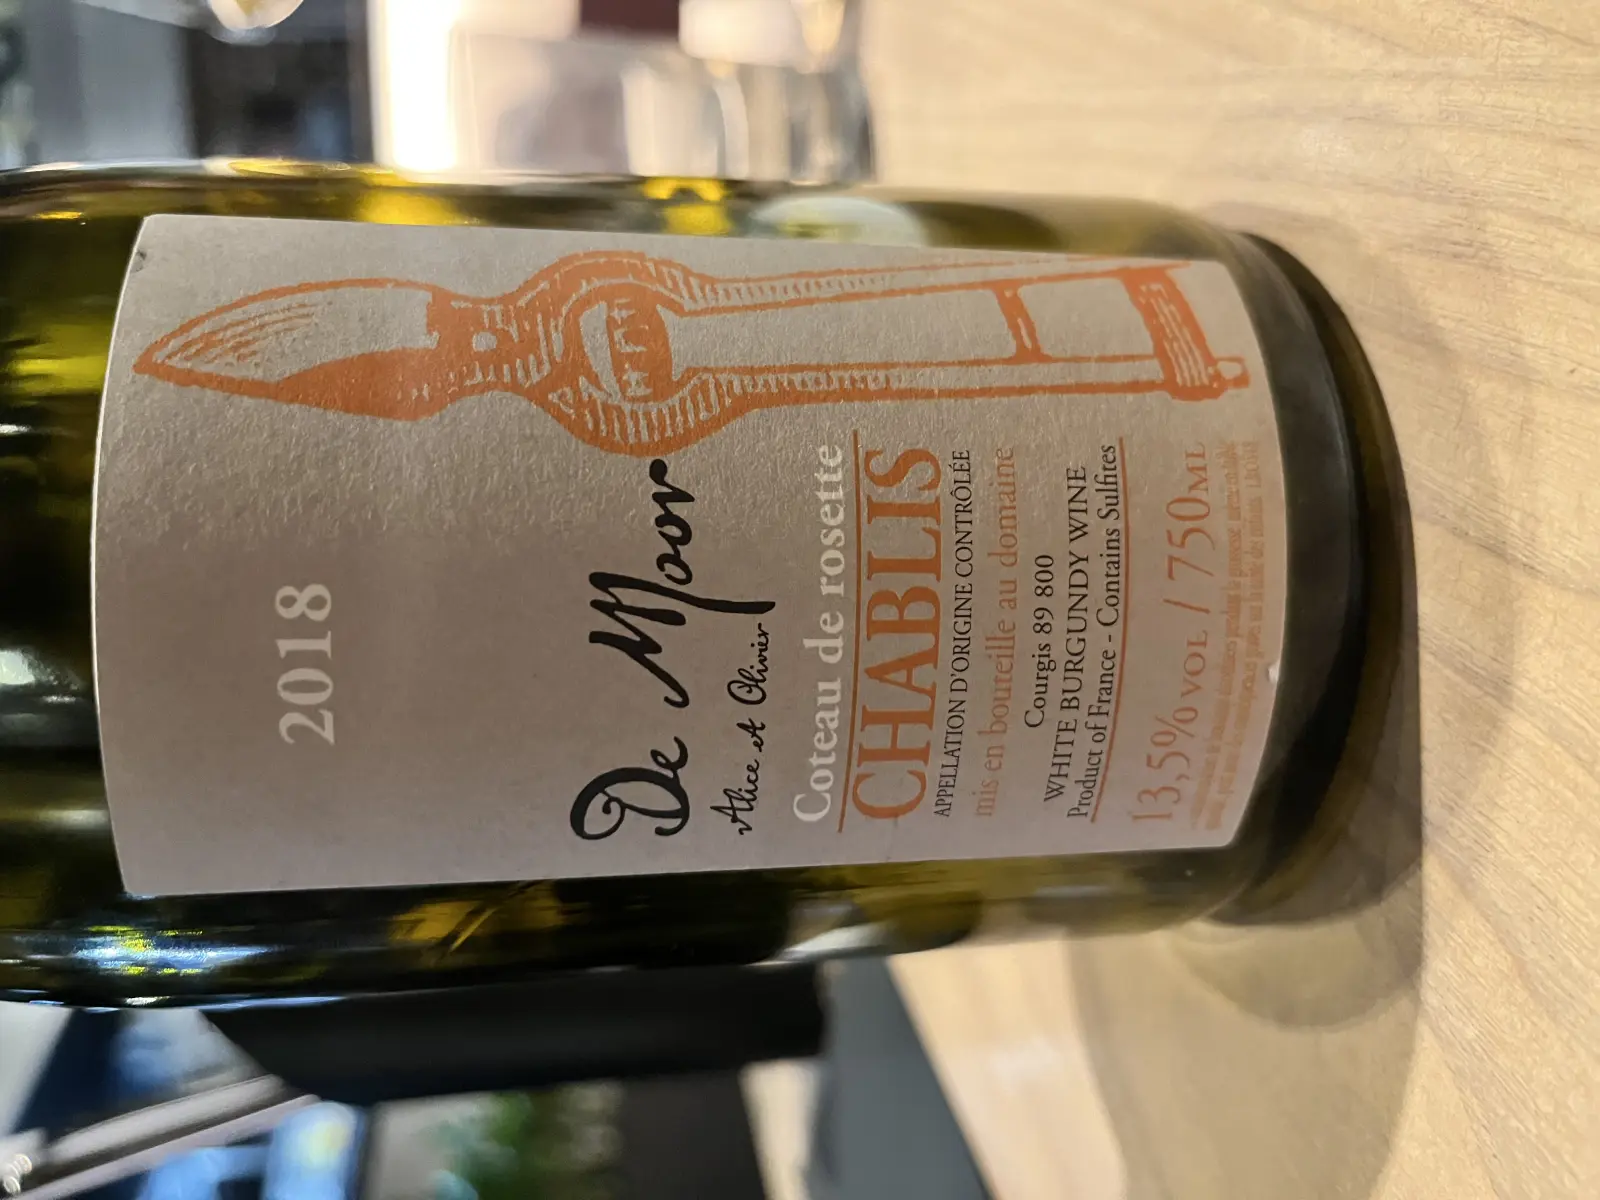 2018
De Moor
Alice et Olivier
Coteau de rosette
CHABLIS
APPELLATION D'ORIGINE CONTRÔLÉE
mis en bouteille au domaine
Courgis 89 800
WHITE BURGUNDY WINE
Product of France - Contains Sulfites
13,5% VOL / 750ML